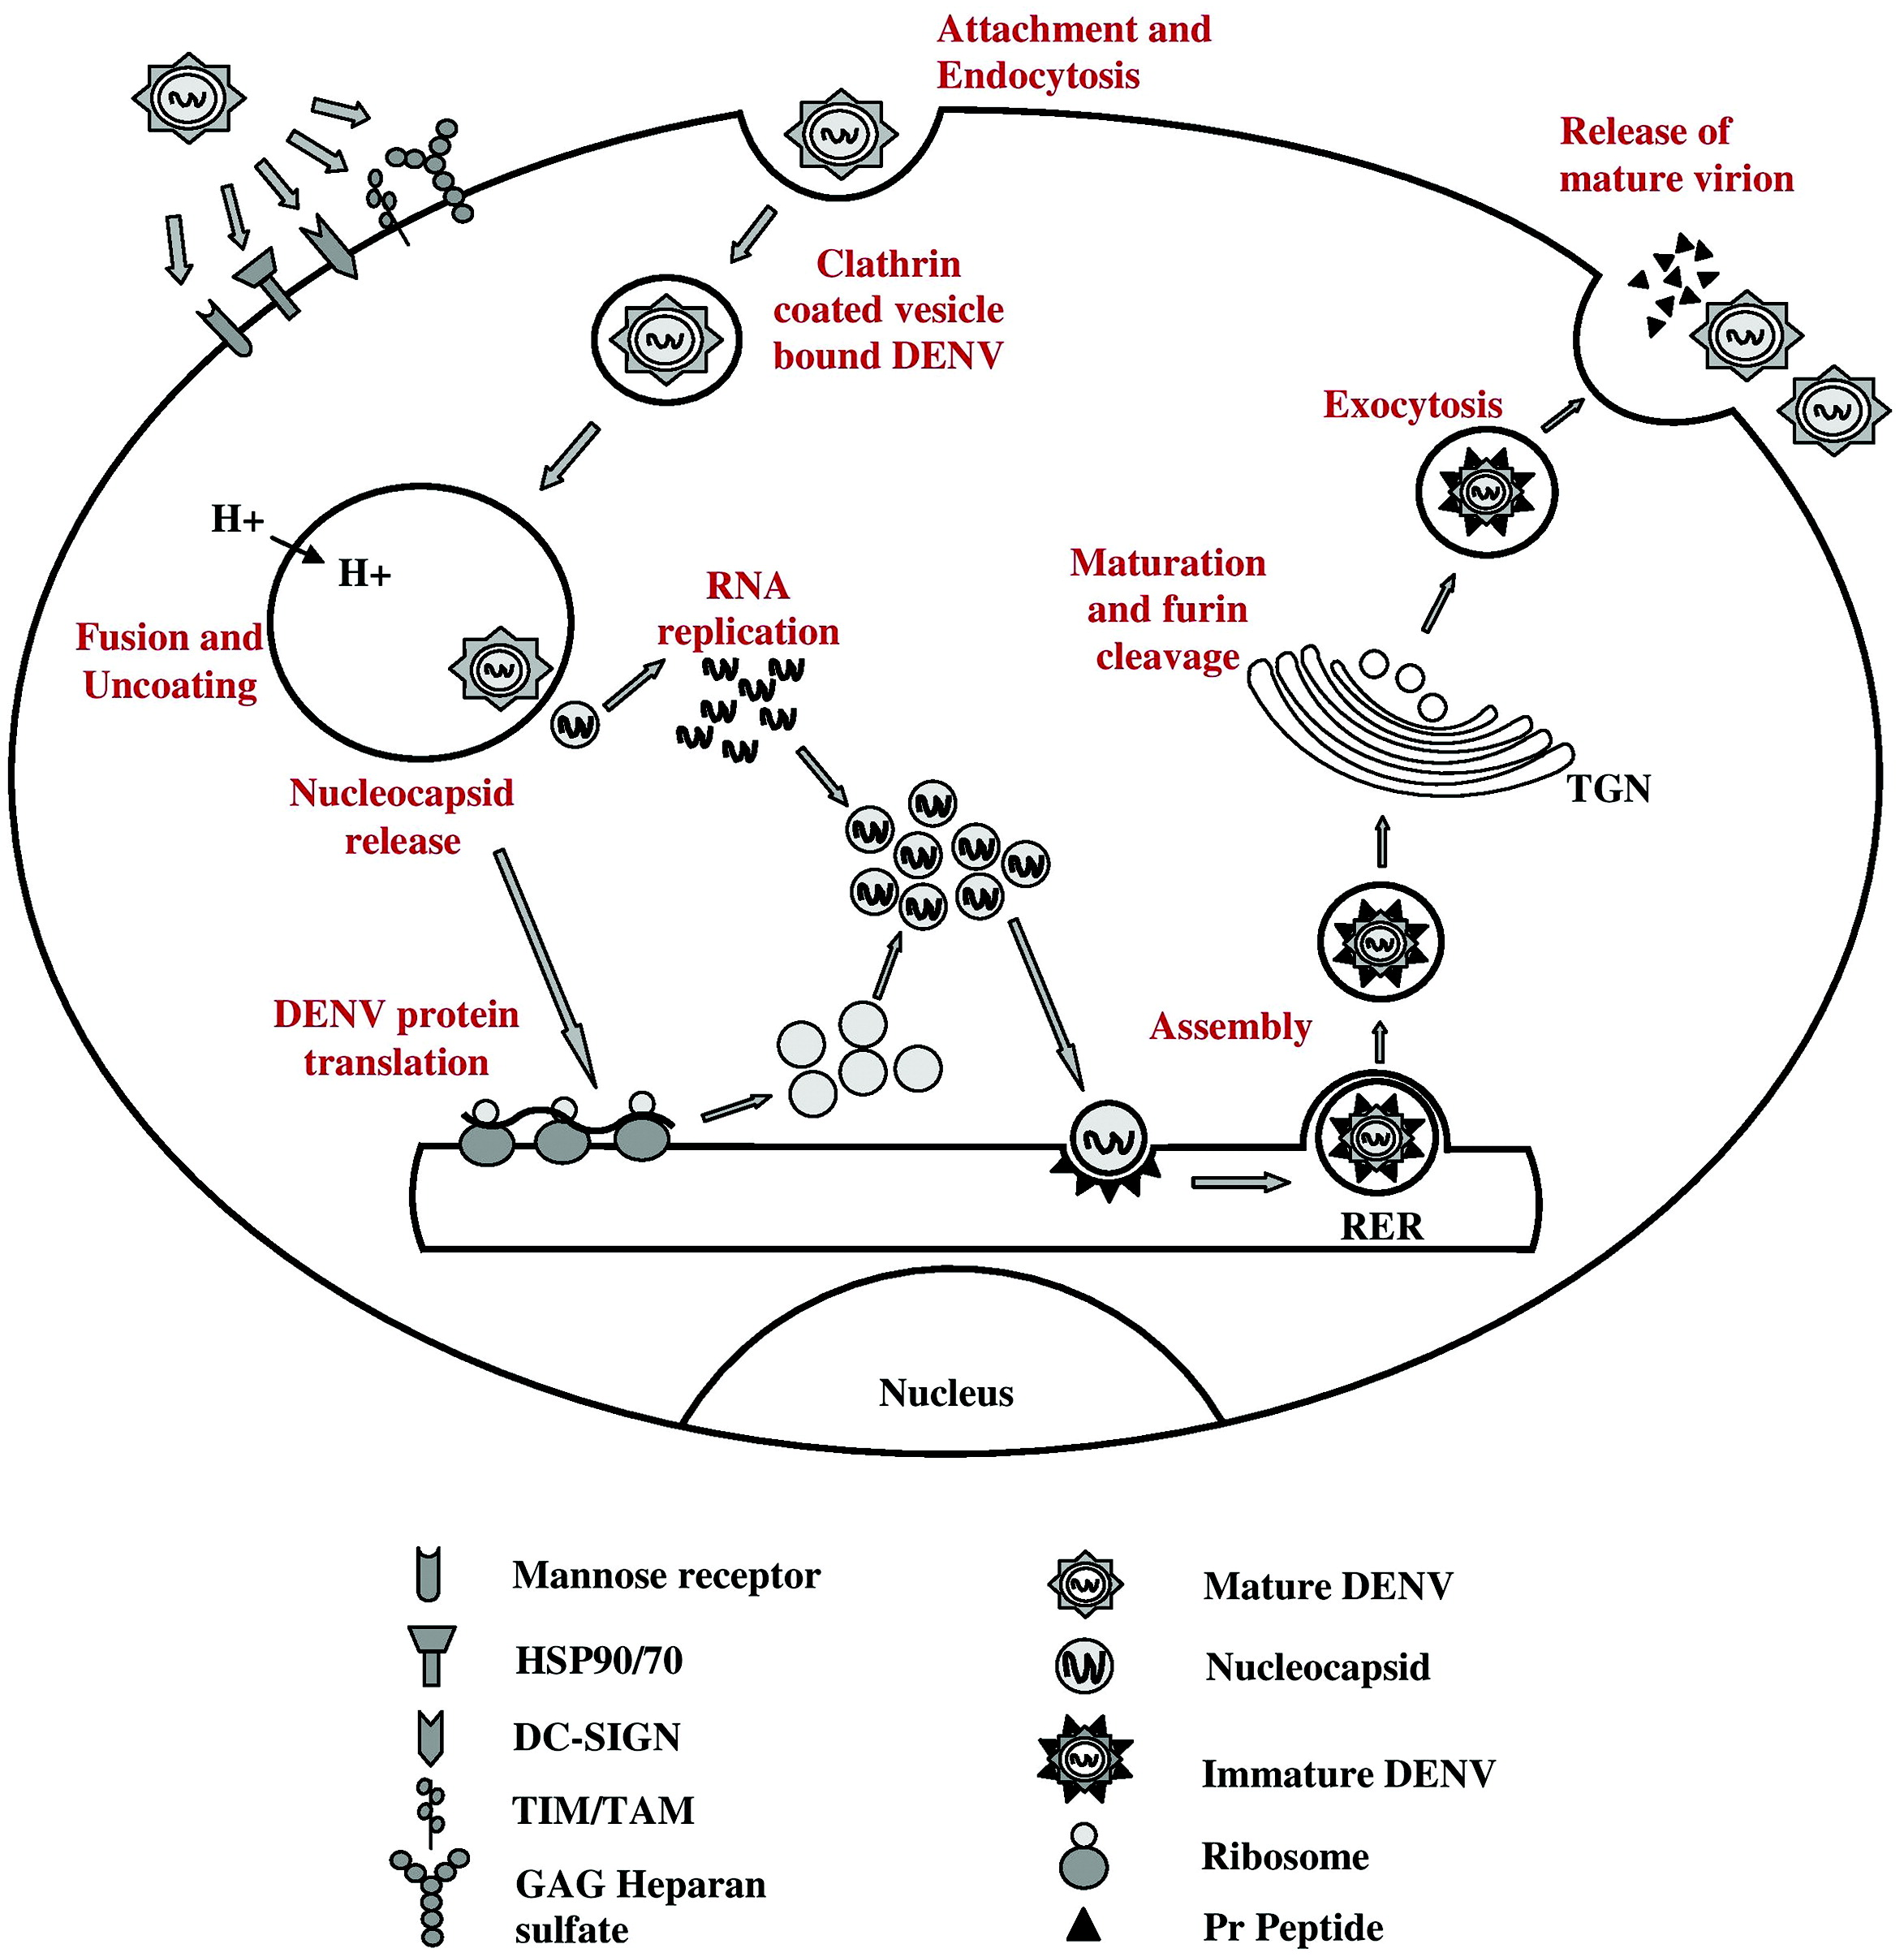 Attachment and
Endocytosis
Release of
mature virion
Clathrin
coated vesicle
bound DENV
Exocytosis
H+
H+
Fusion and
Uncoating
RNA
replication
Maturation
and furin
cleavage
TGN
Nucleocapsid
release
DENV protein
translation
Assembly
RER
Nucleus
Mannose receptor
HSP90/70
DC-SIGN
TIM/TAM
GAG Heparan
sulfate
Mature DENV
Nucleocapsid
Immature DENV
Ribosome
Pr Peptide